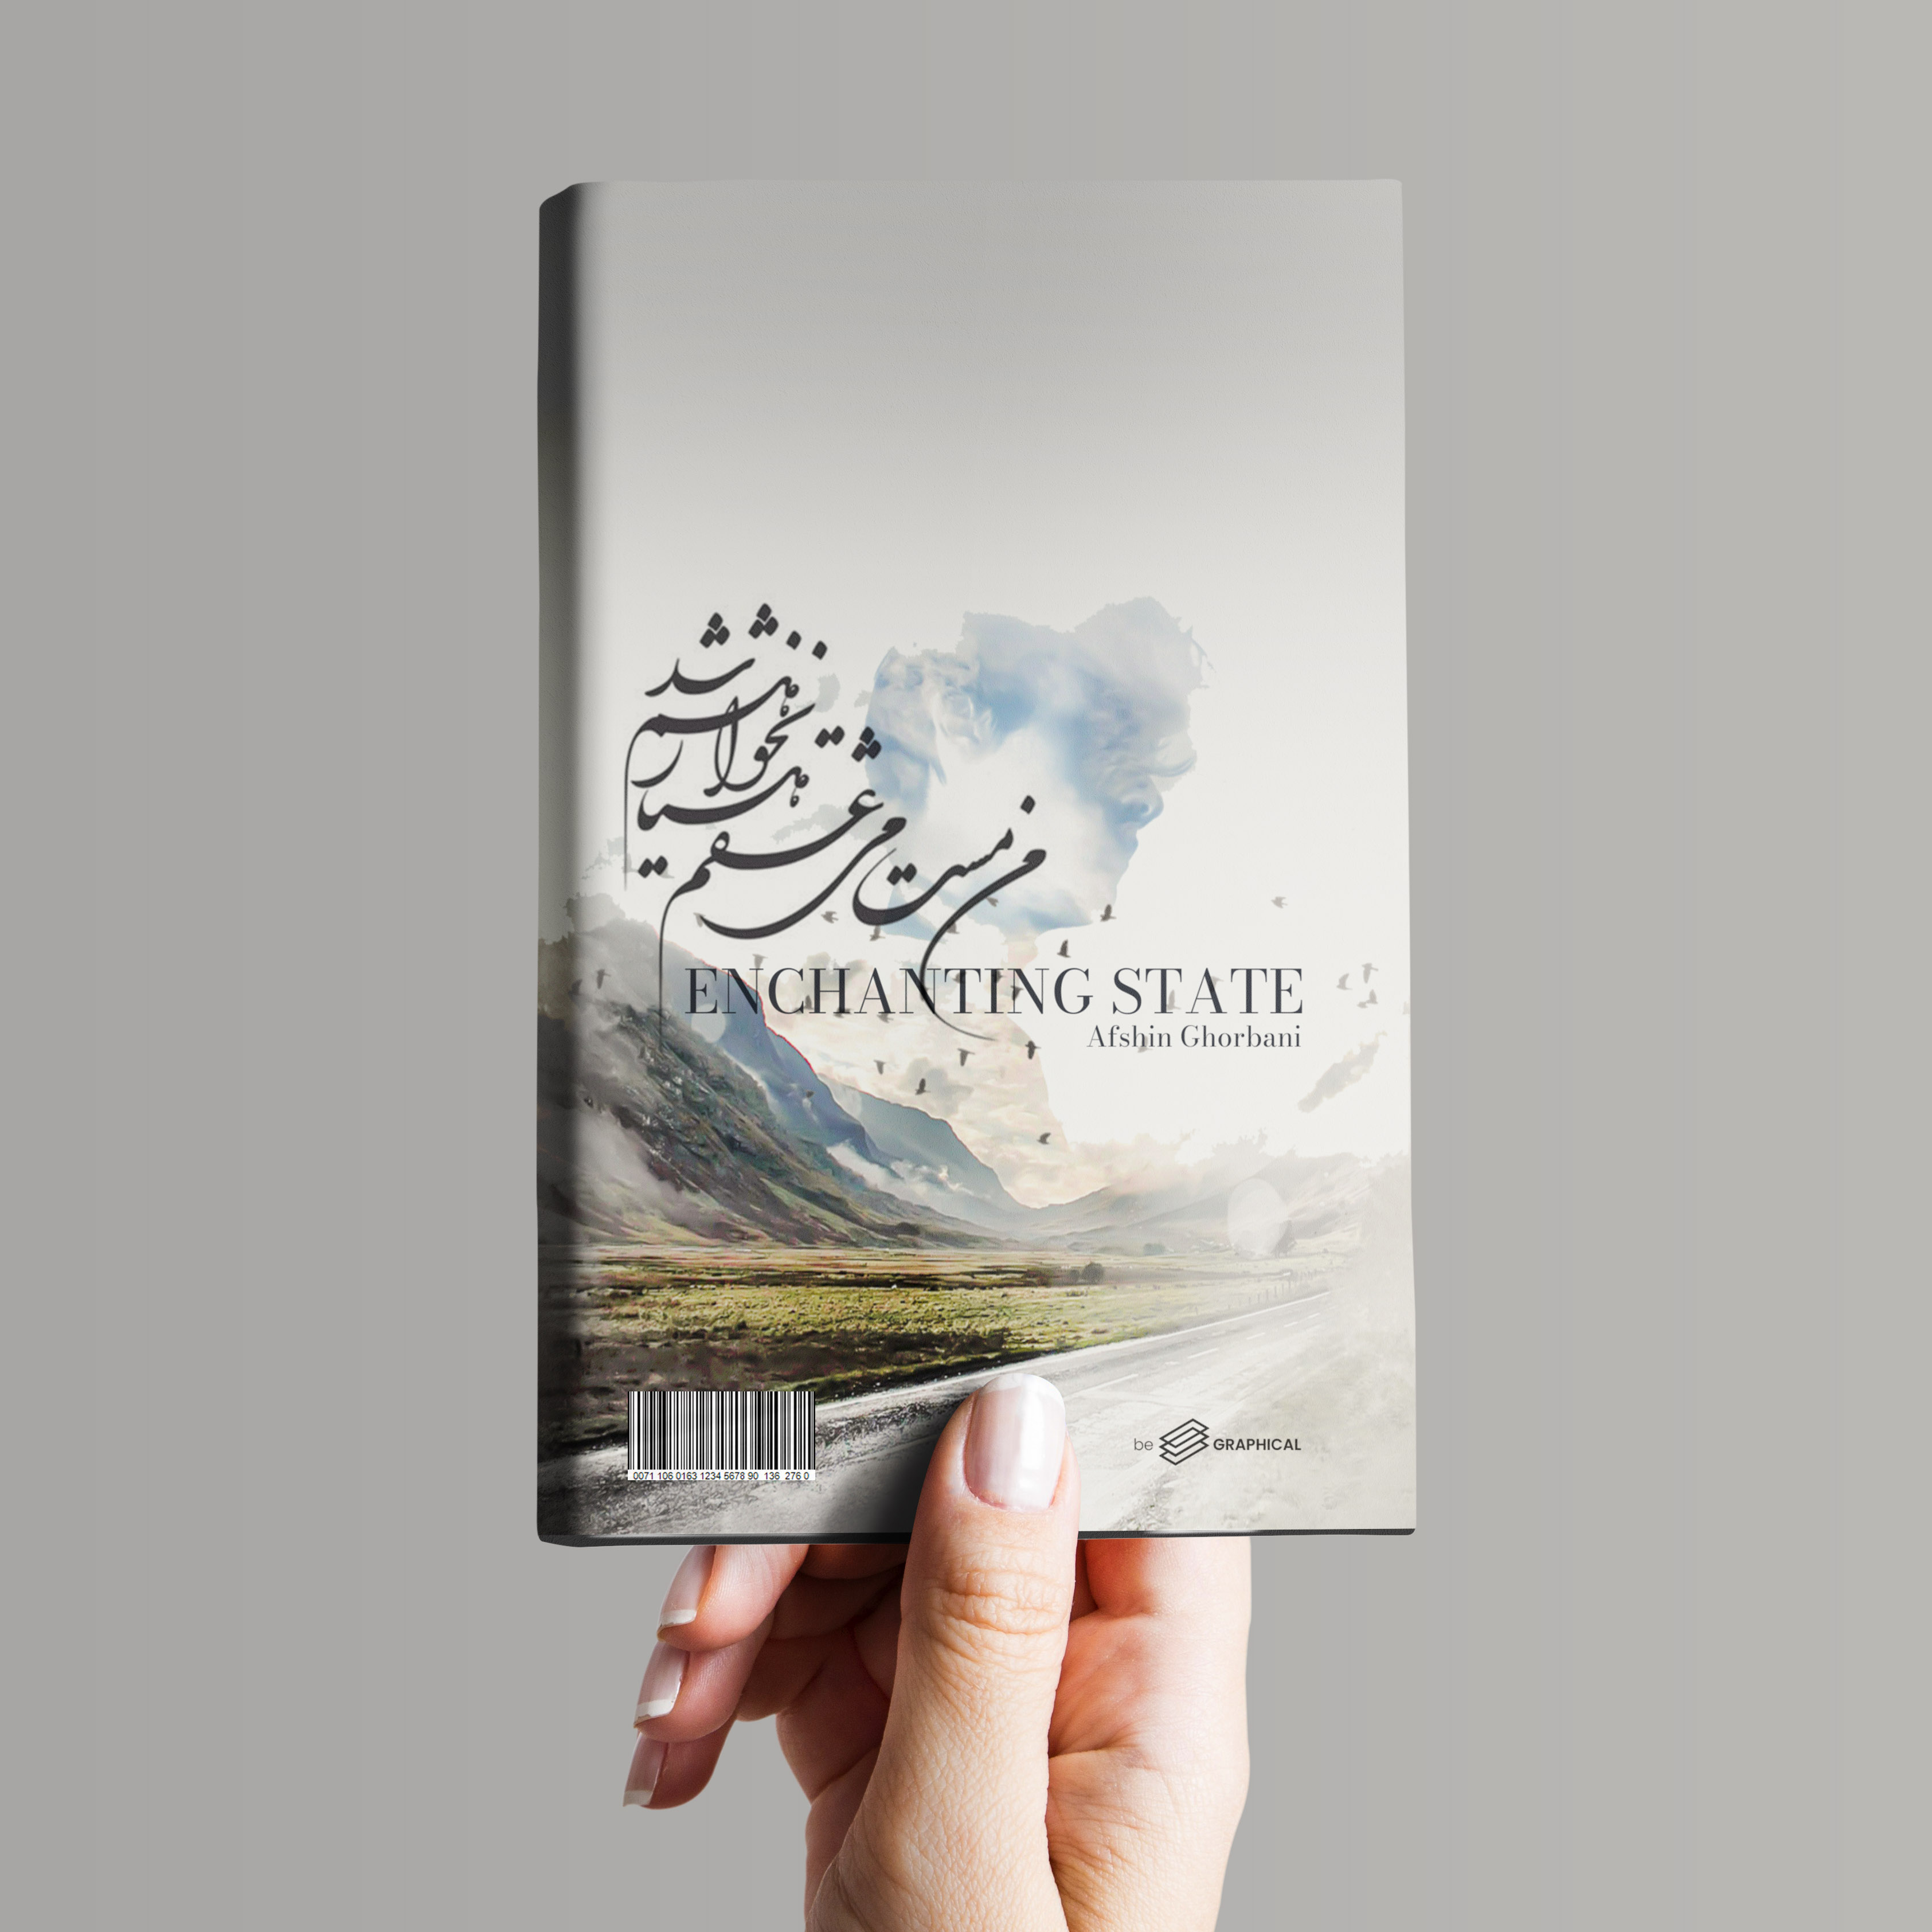 من مست می عشقم هشیار نخواهم شد
ENCHANTING STATE
Afshin Ghorbani
0071 106 0163 1234 5678 90 136 276 0
be GRAPHICAL